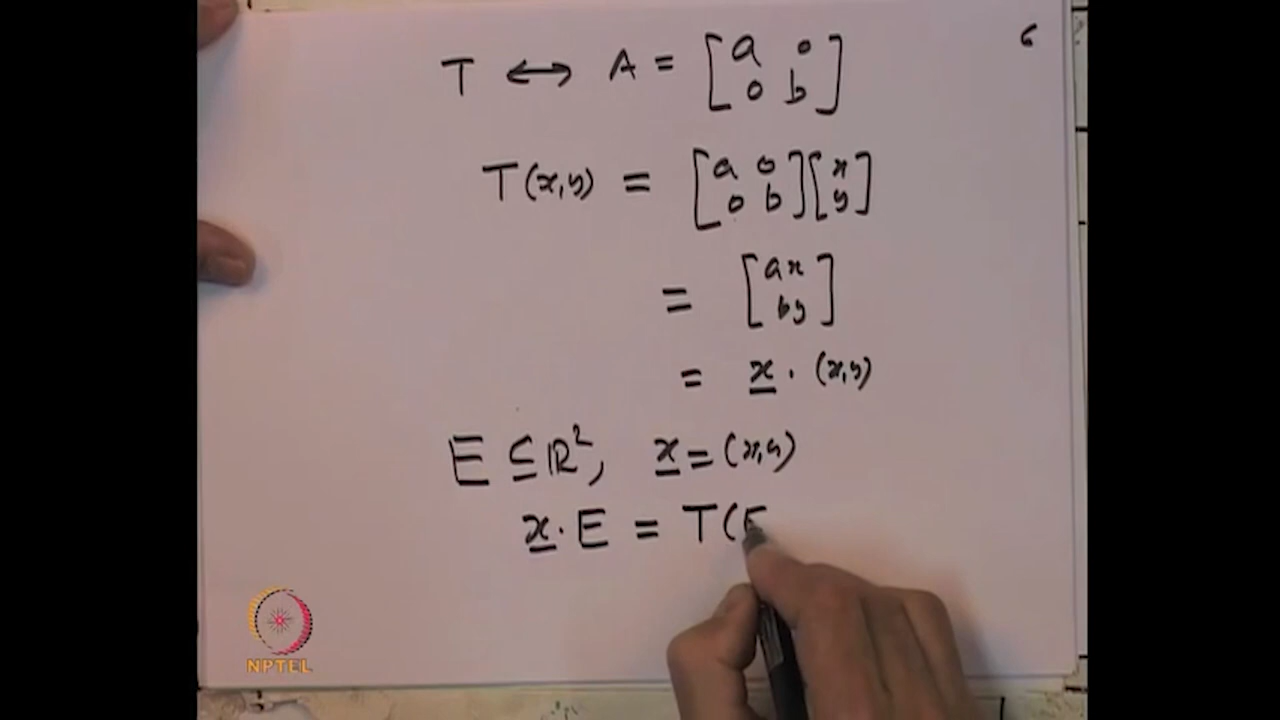 6
T ↔ A = [a 0; 0 b]
T(x,y) = [a 0; 0 b][x; y]
= [ax; by]
= x̲ · (x,y)
E ⊆ ℝ², x̲ = (x,y)
x̲ · E = T(E
NPTEL